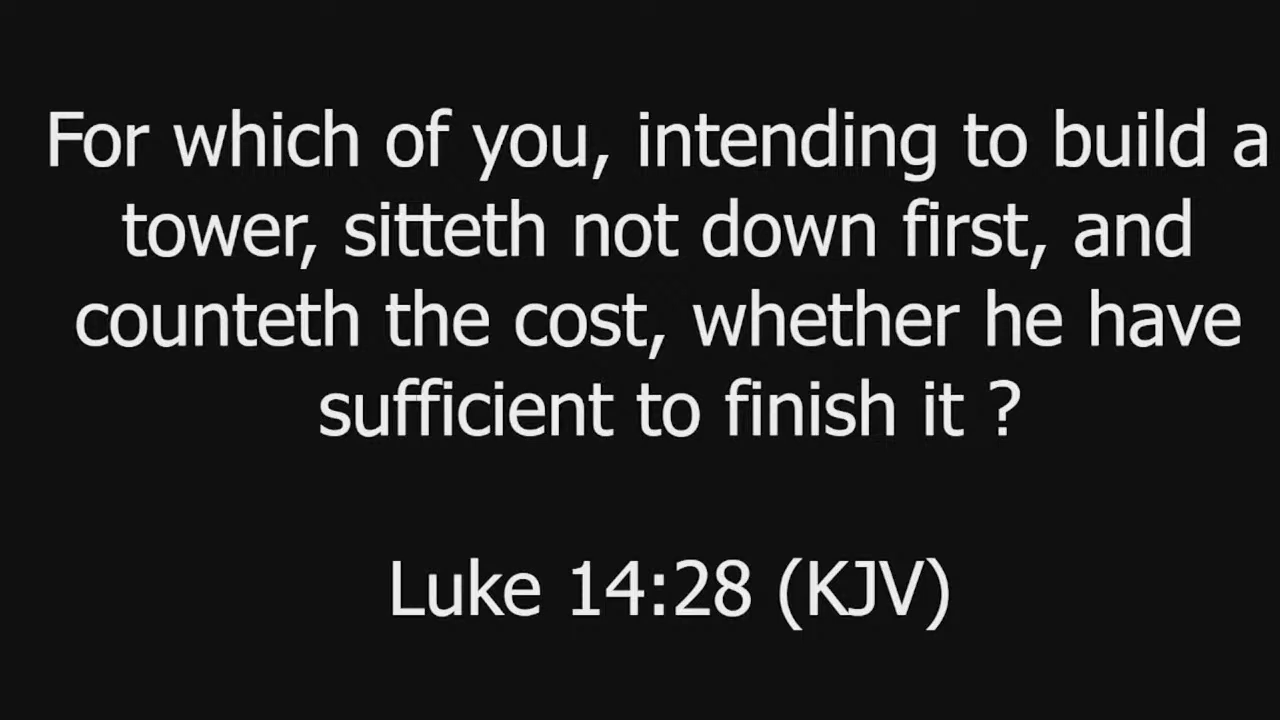 For which of you, intending to build a
tower, sitteth not down first, and
counteth the cost, whether he have
sufficient to finish it ?
Luke 14:28 (KJV)